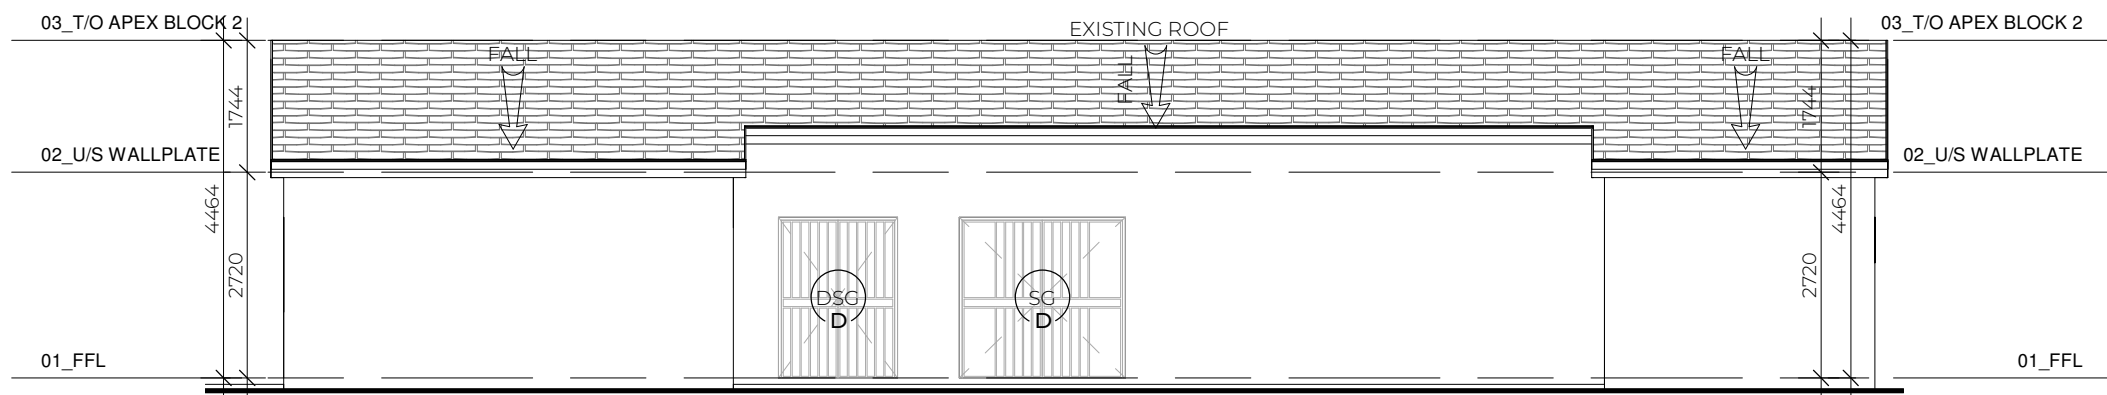 03_T/O APEX BLOCK 2
EXISTING ROOF
03_T/O APEX BLOCK 2
FALL
FALL
FALL
1744
1744
02_U/S WALLPLATE
02_U/S WALLPLATE
4464
4464
2720
2720
DSG
D
SG
D
01_FFL
01_FFL